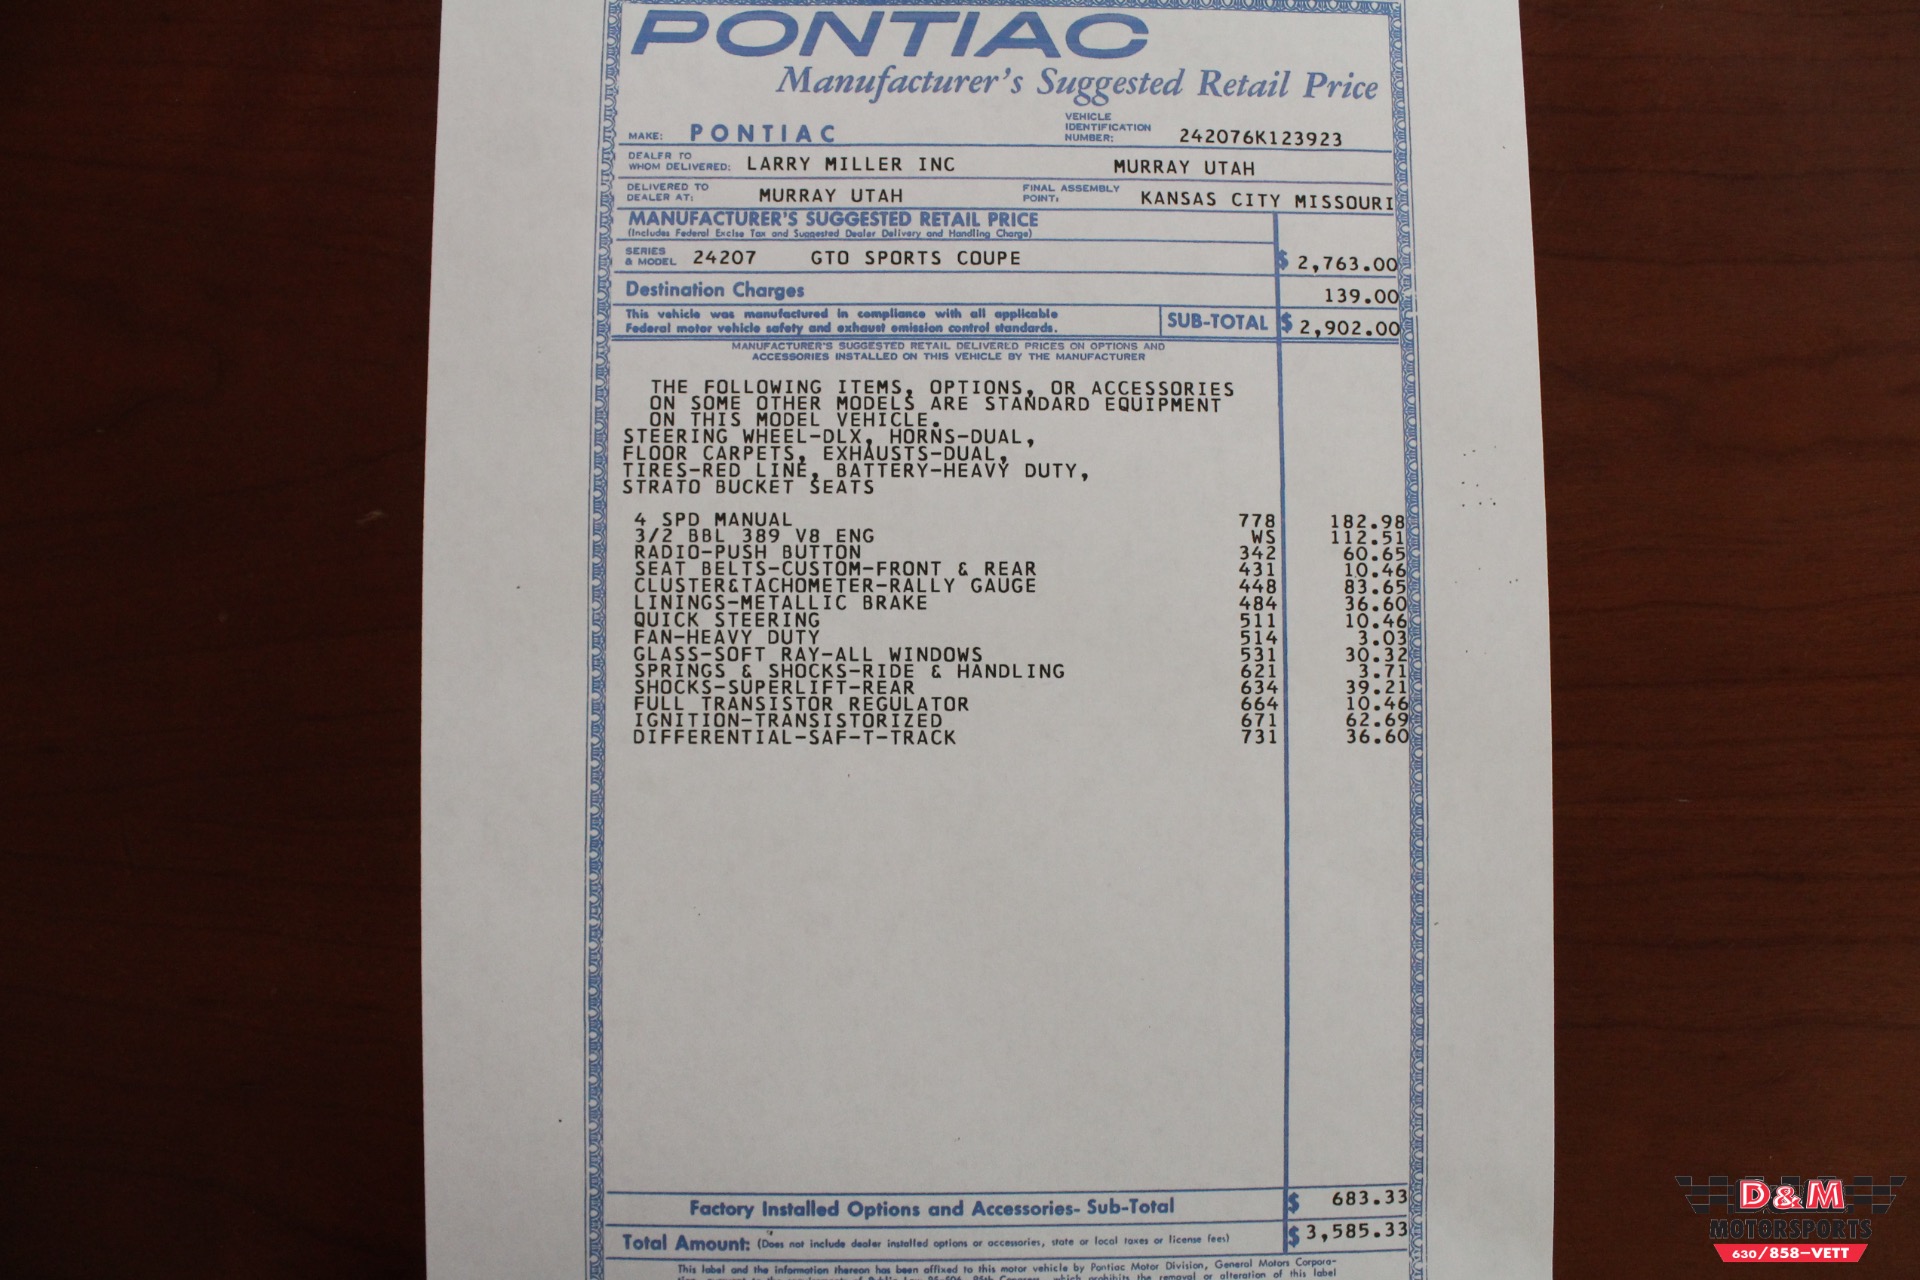 PONTIAC
Manufacturer's Suggested Retail Price
MAKE: PONTIAC
VEHICLE
IDENTIFICATION
NUMBER: 242076K123923
DEALER TO
WHOM DELIVERED: LARRY MILLER INC MURRAY UTAH
DELIVERED TO
DEALER AT: MURRAY UTAH
FINAL ASSEMBLY
POINT: KANSAS CITY MISSOURI
MANUFACTURER'S SUGGESTED RETAIL PRICE
(Includes Federal Excise Tax and Suggested Dealer Delivery and Handling Charge)
SERIES
& MODEL 24207 GTO SPORTS COUPE $ 2,763.00
Destination Charges 139.00
This vehicle was manufactured in compliance with all applicable
Federal motor vehicle safety and exhaust emission control standards.
SUB-TOTAL $ 2,902.00
MANUFACTURER'S SUGGESTED RETAIL DELIVERED PRICES ON OPTIONS AND
ACCESSORIES INSTALLED ON THIS VEHICLE BY THE MANUFACTURER
THE FOLLOWING ITEMS, OPTIONS, OR ACCESSORIES
ON SOME OTHER MODELS ARE STANDARD EQUIPMENT
ON THIS MODEL VEHICLE.
STEERING WHEEL-DLX, HORNS-DUAL,
FLOOR CARPETS, EXHAUSTS-DUAL,
TIRES-RED LINE, BATTERY-HEAVY DUTY,
STRATO BUCKET SEATS
4 SPD MANUAL 778 182.98
3/2 BBL 389 V8 ENG WS 112.51
RADIO-PUSH BUTTON 342 60.65
SEAT BELTS-CUSTOM-FRONT & REAR 431 10.46
CLUSTER&TACHOMETER-RALLY GAUGE 448 83.65
LININGS-METALLIC BRAKE 484 36.60
QUICK STEERING 511 10.46
FAN-HEAVY DUTY 514 3.03
GLASS-SOFT RAY-ALL WINDOWS 531 30.32
SPRINGS & SHOCKS-RIDE & HANDLING 621 3.71
SHOCKS-SUPERLIFT-REAR 634 39.21
FULL TRANSISTOR REGULATOR 664 10.46
IGNITION-TRANSISTORIZED 671 62.69
DIFFERENTIAL-SAF-T-TRACK 731 36.60
Factory Installed Options and Accessories- Sub-Total $ 683.33
Total Amount: (Does not include dealer installed options or accessories, state or local taxes or license fees) $ 3,585.33
This label and the information thereon has been affixed to this motor vehicle by Pontiac Motor Division, General Motors Corpora-
which prohibits the removal or alteration of this label
D&M
MOTORSPORTS
630/858-VETT